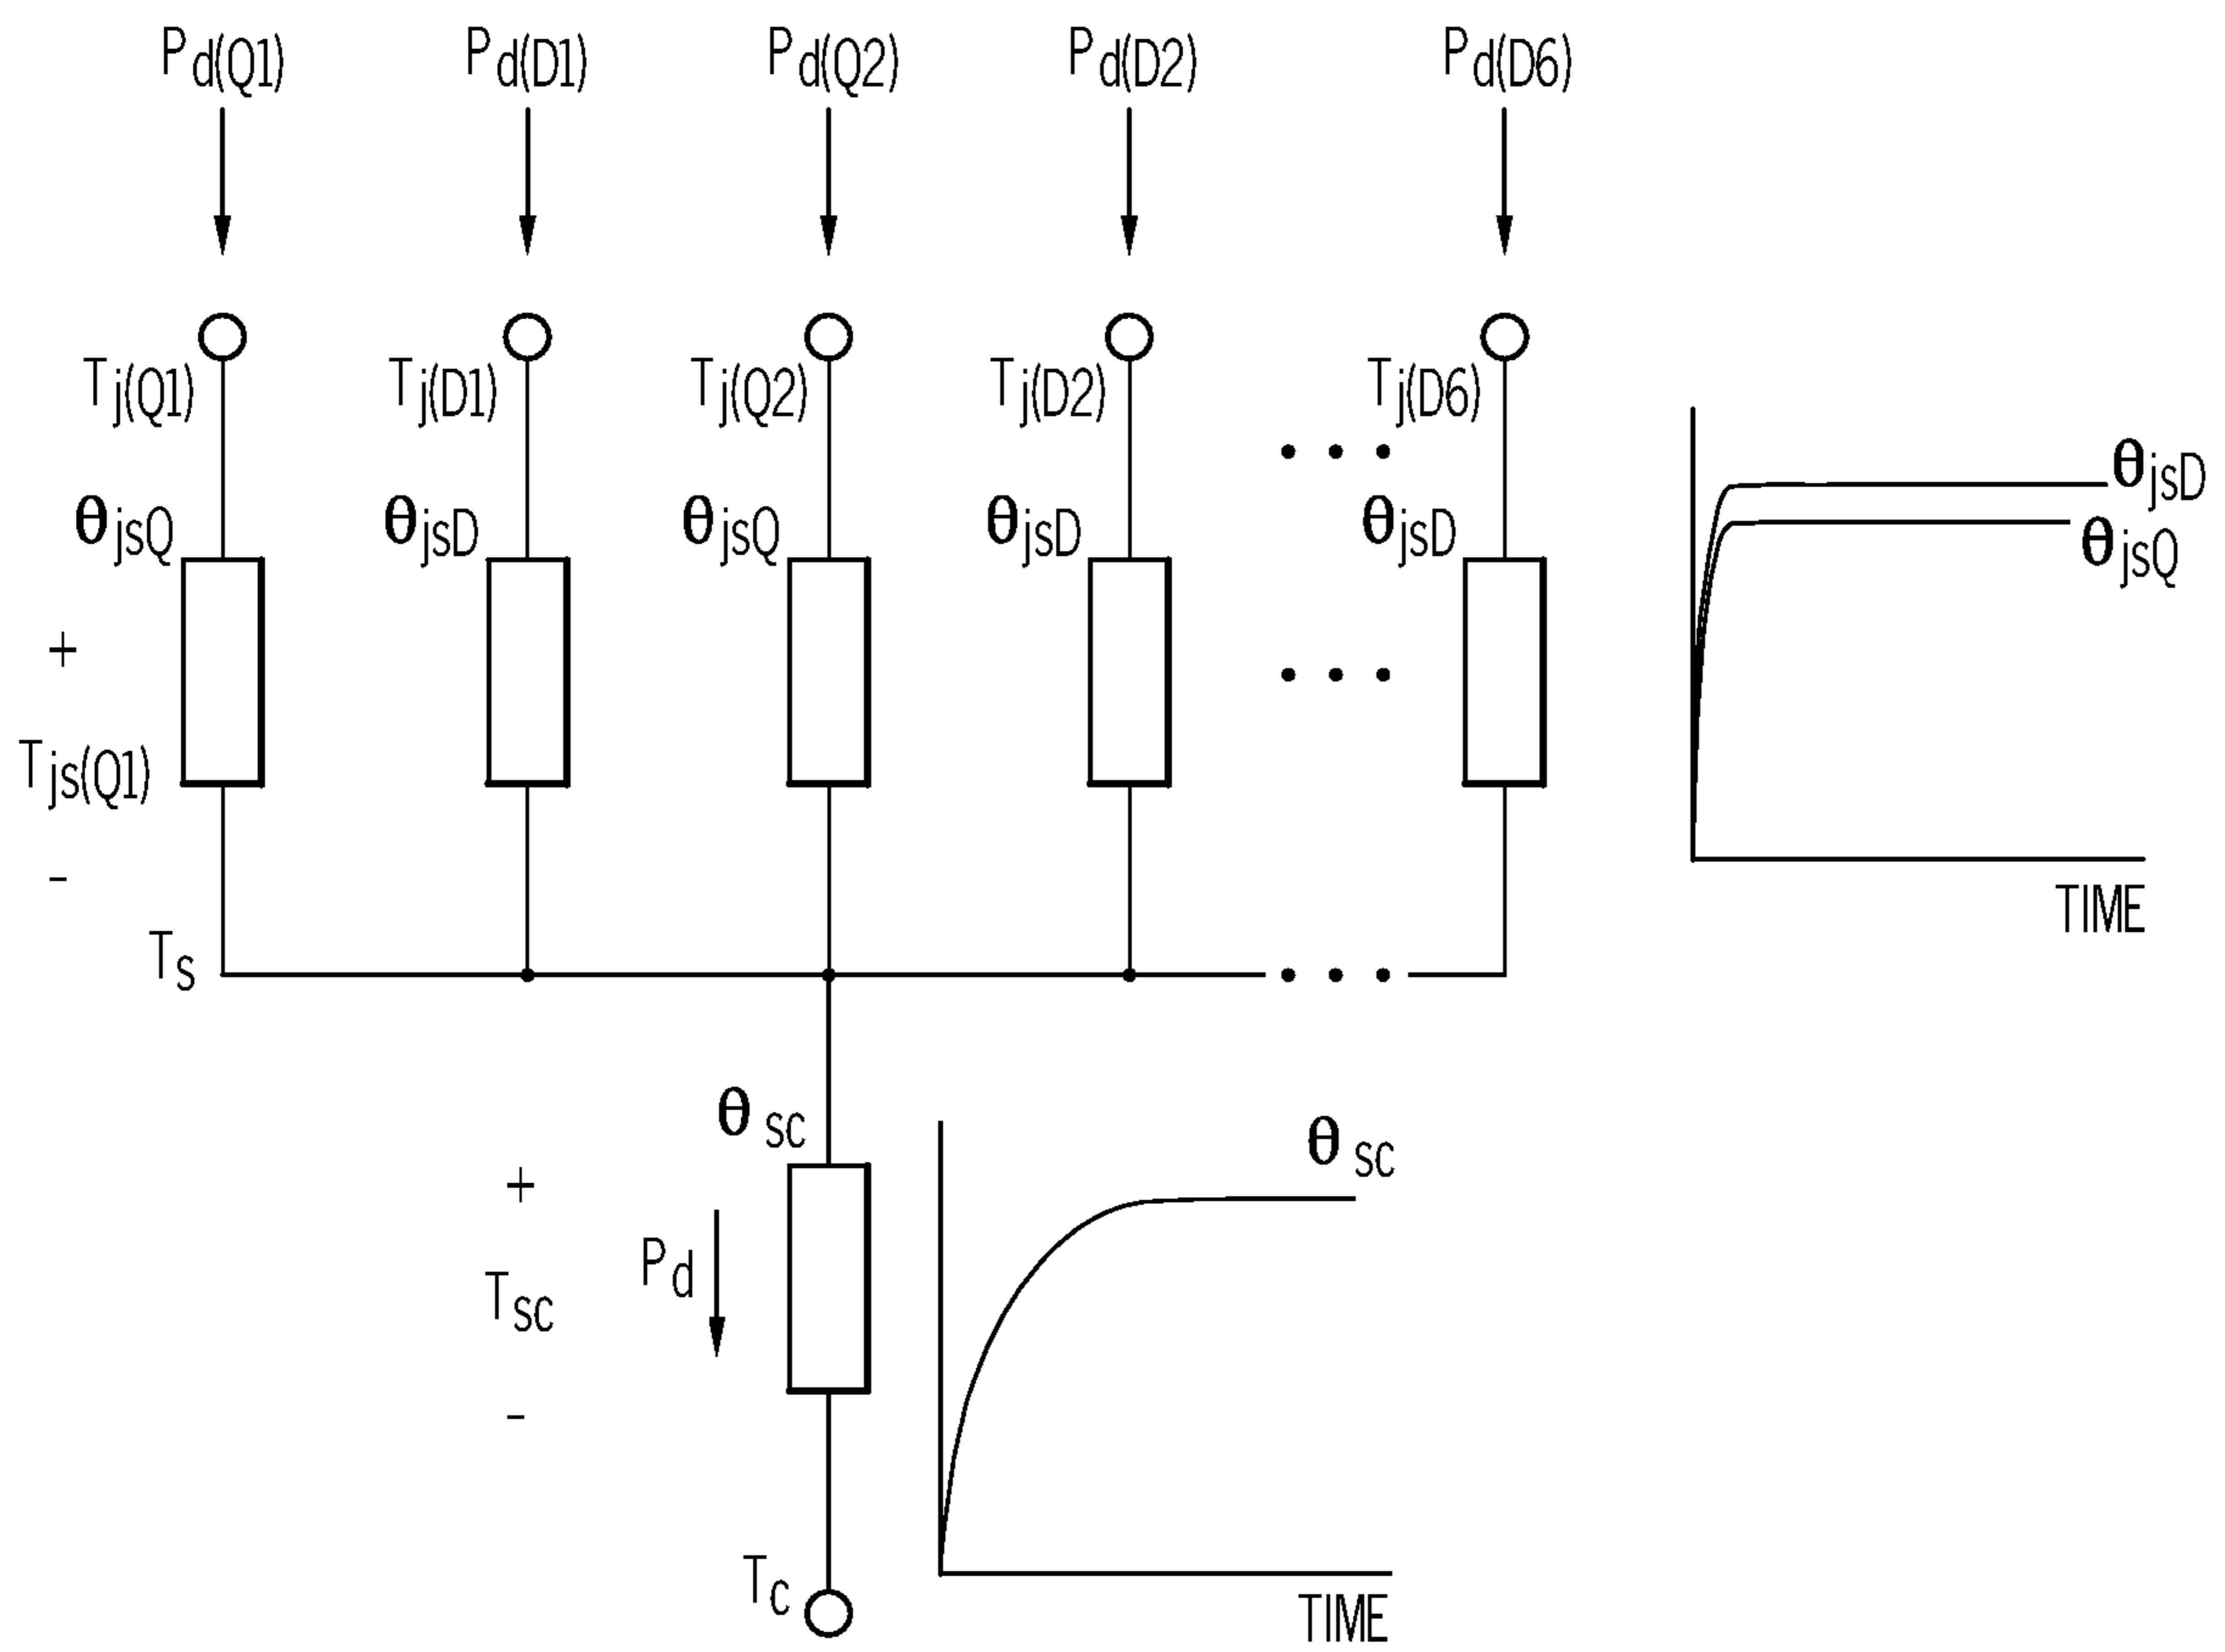 Pd(Q1) Pd(D1) Pd(Q2) Pd(D2) Pd(D6)
Tj(Q1) Tj(D1) Tj(Q2) Tj(D2) Tj(D6)
• • •
θjsQ θjsD θjsQ θjsD θjsD
θjsD
θjsQ
+
• • •
Tjs(Q1)
-
TIME
Ts
• • •
θsc
θsc
+
Pd
Tsc
-
Tc
TIME